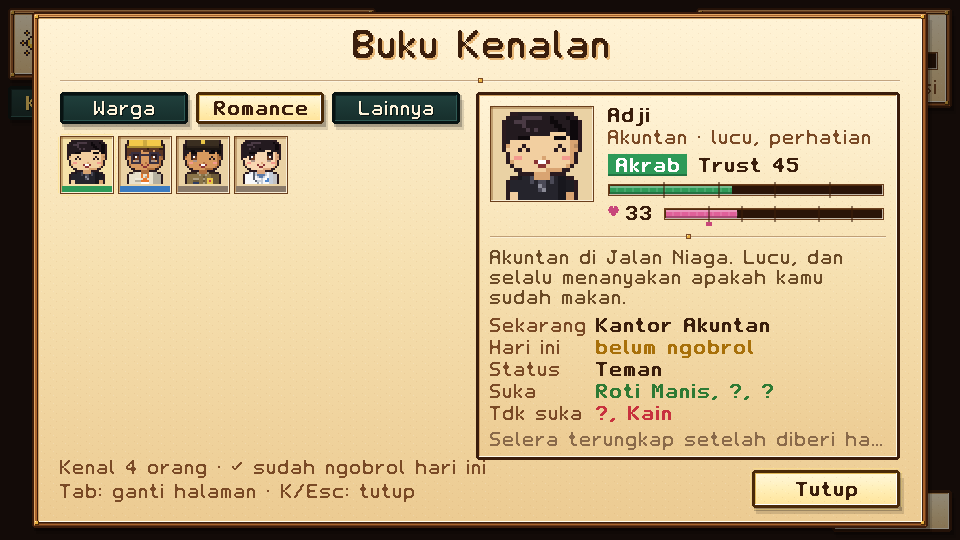 Buku Kenalan
Warga
Romance
Lainnya
Adji
Akuntan · lucu, perhatian
Akrab Trust 45
33
Akuntan di Jalan Niaga. Lucu, dan
selalu menanyakan apakah kamu
sudah makan.
Sekarang Kantor Akuntan
Hari ini belum ngobrol
Status Teman
Suka Roti Manis, ?, ?
Tdk suka ?, Kain
Selera terungkap setelah diberi ha...
Kenal 4 orang · ✓ sudah ngobrol hari ini
Tab: ganti halaman · K/Esc: tutup
Tutup